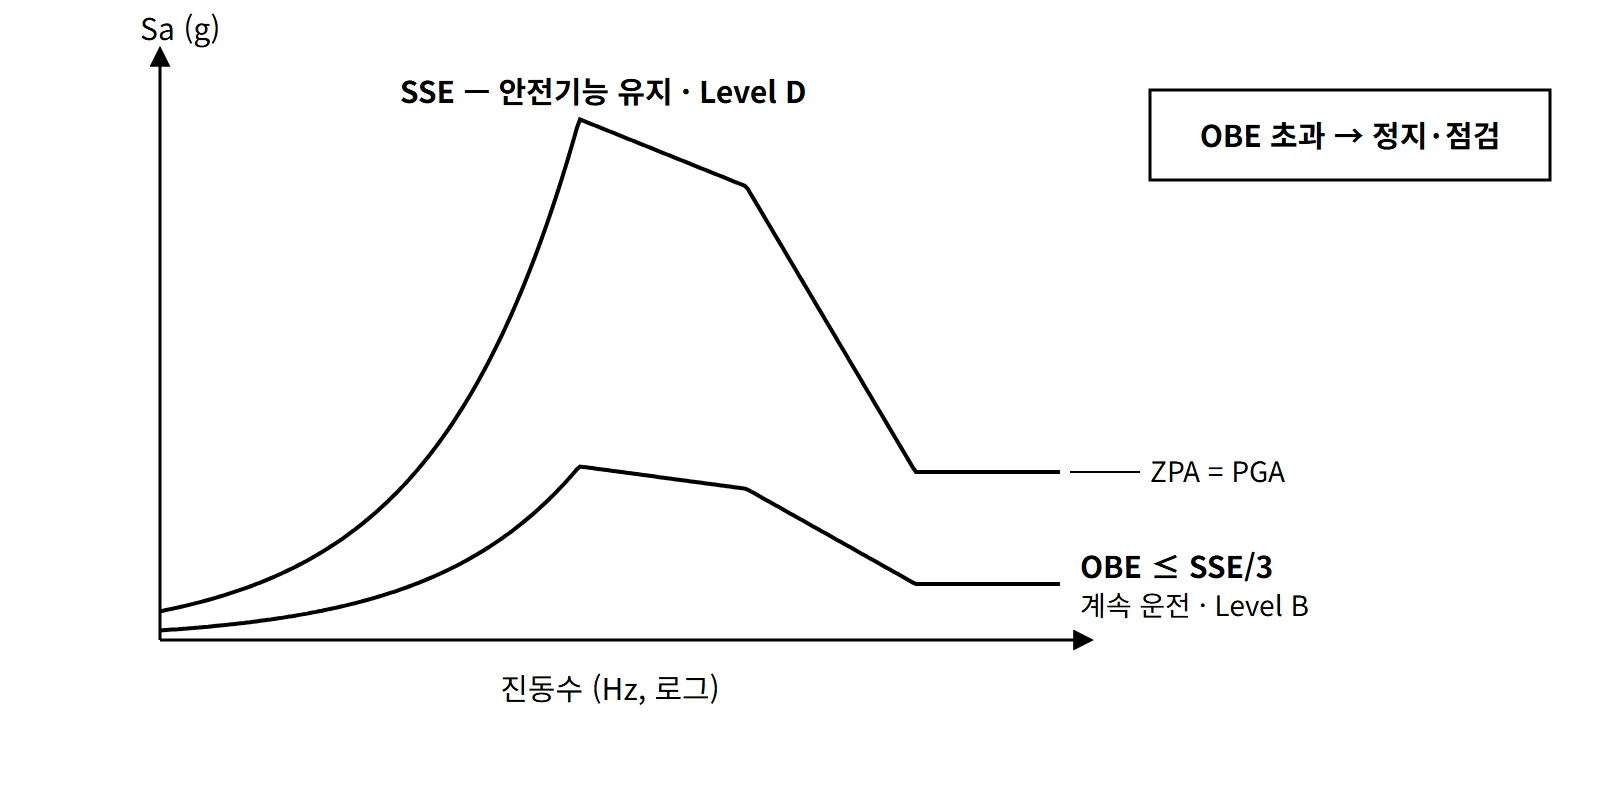 Sa (g)
SSE — 안전기능 유지 · Level D
OBE 초과 → 정지·점검
ZPA = PGA
OBE ≤ SSE/3
계속 운전 · Level B
진동수 (Hz, 로그)